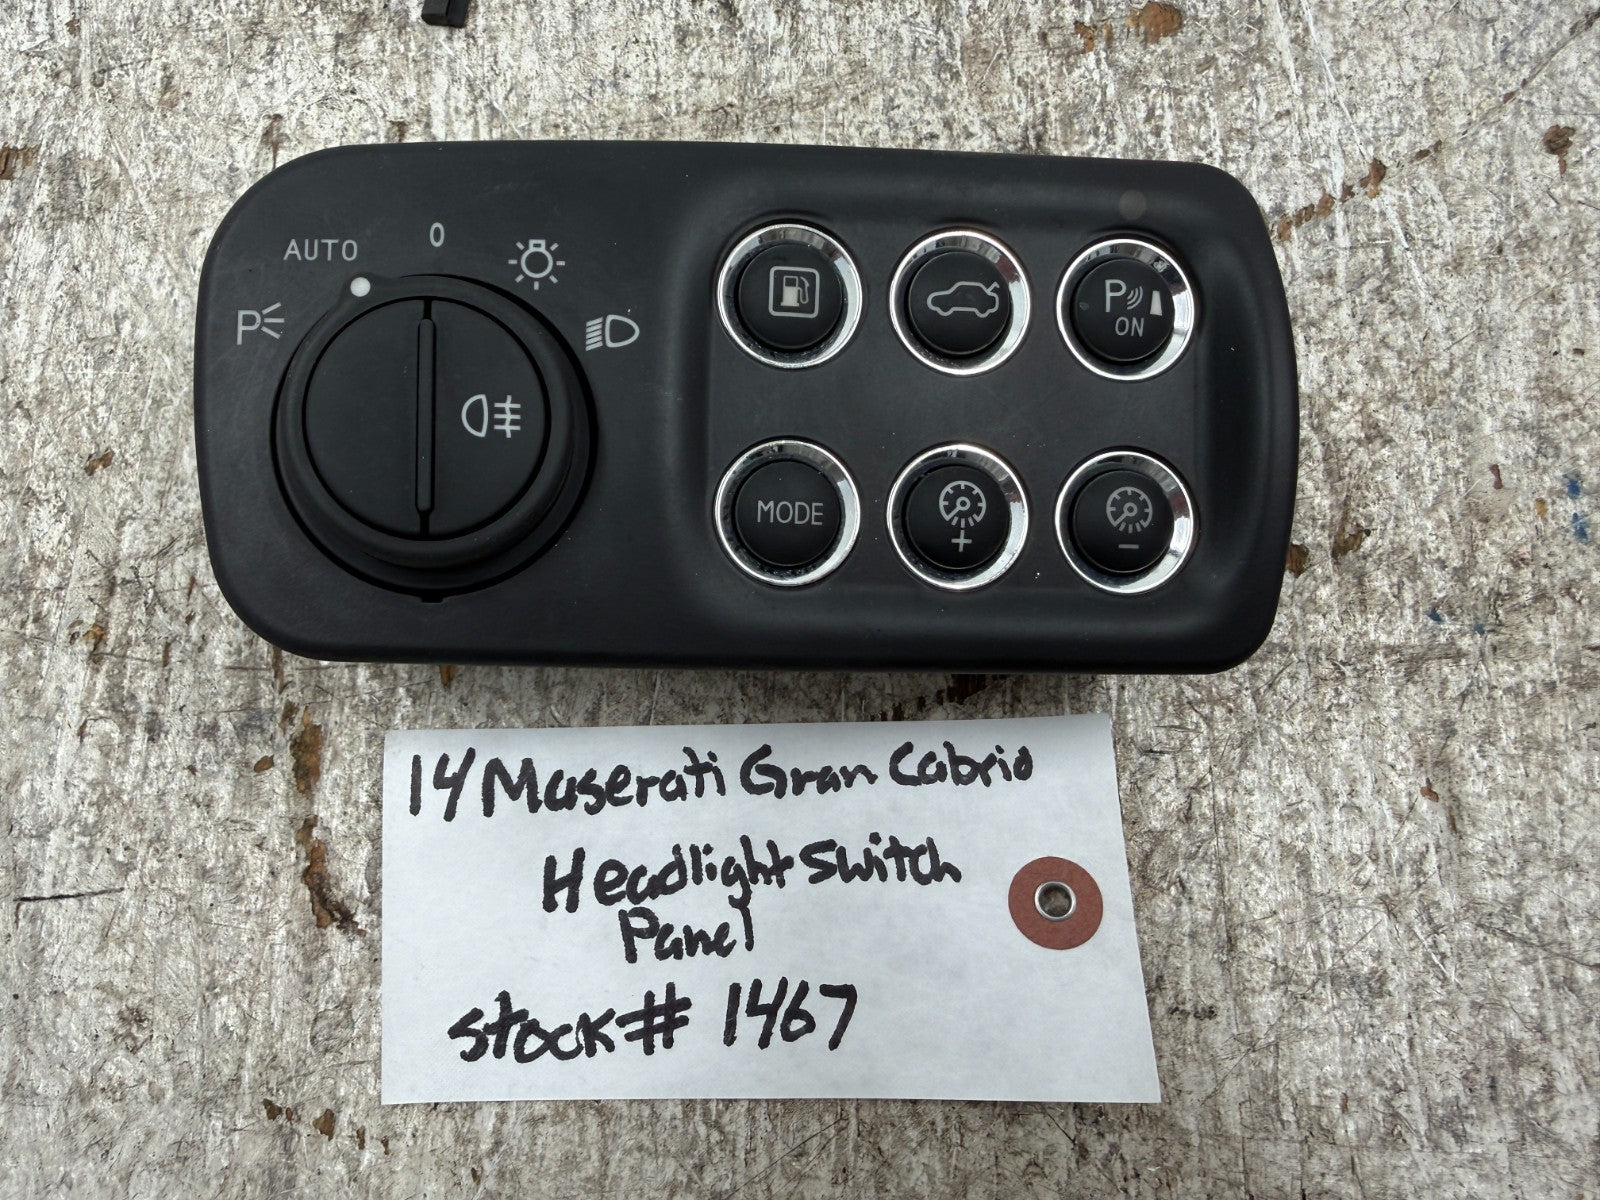 AUTO 0
P
P
ON
MODE
+
-
14 Maserati Gran Cabrio
Headlight Switch
Panel
Stock# 1467